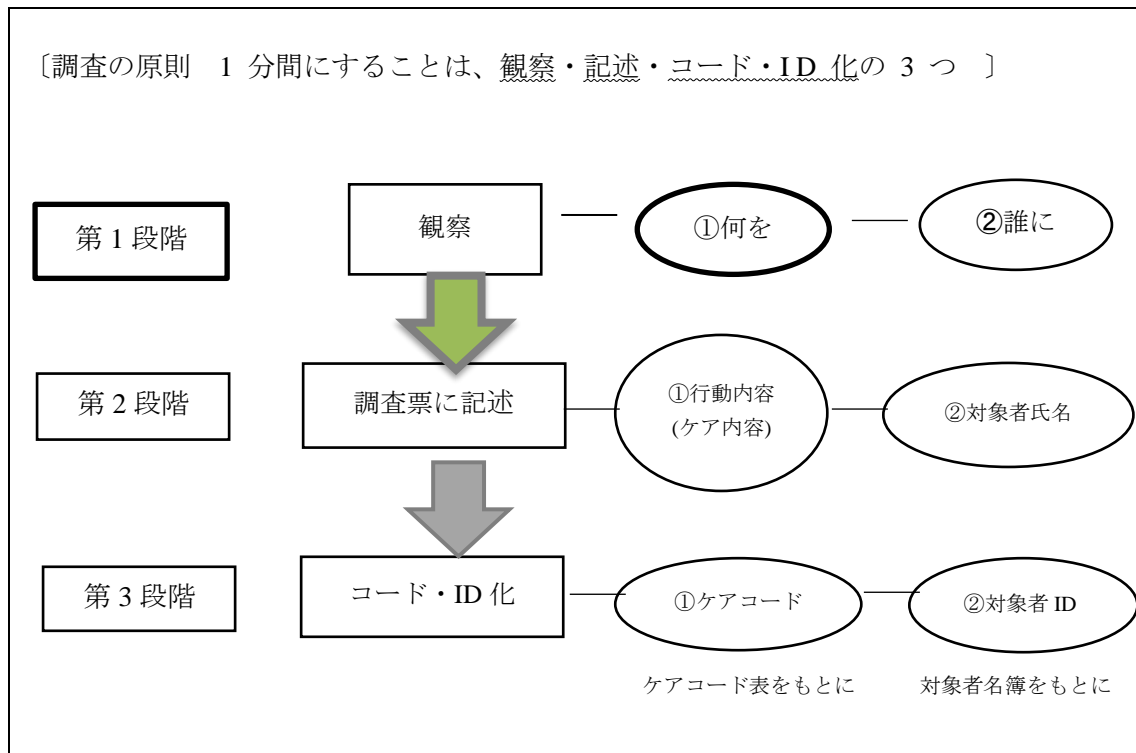 〔調査の原則　1 分間にすることは、観察・記述・コード・ID 化の 3 つ　〕
第 1 段階
観察
①何を
②誰に
第 2 段階
調査票に記述
①行動内容
(ケア内容)
②対象者氏名
第 3 段階
コード・ID 化
①ケアコード
②対象者 ID
ケアコード表をもとに
対象者名簿をもとに